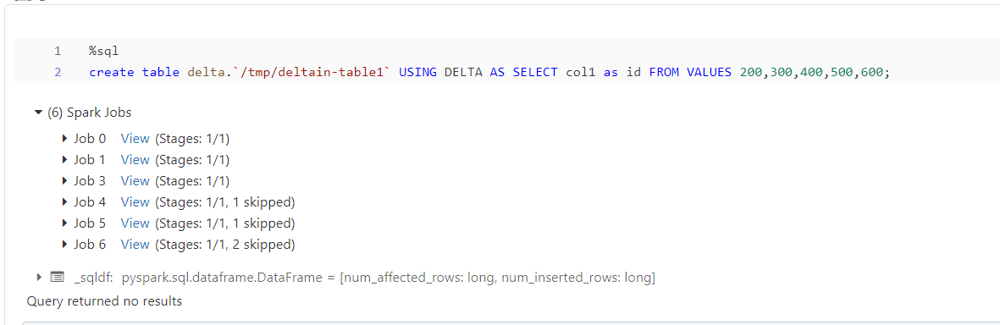 1 %sql
2 create table delta.`/tmp/deltain-table1` USING DELTA AS SELECT col1 as id FROM VALUES 200,300,400,500,600;
(6) Spark Jobs
Job 0 View (Stages: 1/1)
Job 1 View (Stages: 1/1)
Job 3 View (Stages: 1/1)
Job 4 View (Stages: 1/1, 1 skipped)
Job 5 View (Stages: 1/1, 1 skipped)
Job 6 View (Stages: 1/1, 2 skipped)
_sqldf: pyspark.sql.dataframe.DataFrame = [num_affected_rows: long, num_inserted_rows: long]
Query returned no results